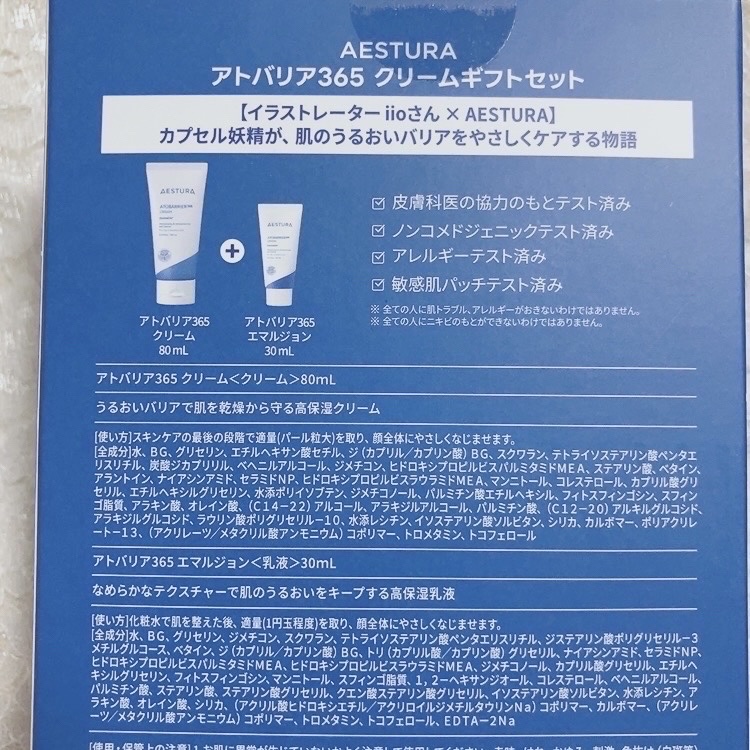 AESTURA
アトバリア365 クリームギフトセット
【イラストレーター iioさん × AESTURA】
カプセル妖精が、肌のうるおいバリアをやさしくケアする物語
AESTURA
AESTURA
皮膚科医の協力のもとテスト済み
ノンコメドジェニックテスト済み
アレルギーテスト済み
敏感肌パッチテスト済み
※ 全ての人に肌トラブル、アレルギーがおきないわけではありません。
※ 全ての人にニキビのもとができないわけではありません。
アトバリア365
クリーム
80 mL
アトバリア365
エマルジョン
30 mL
アトバリア365 クリーム<クリーム>80mL
うるおいバリアで肌を乾燥から守る高保湿クリーム
[使い方]スキンケアの最後の段階で適量(パール粒大)を取り、顔全体にやさしくなじませます。
[全成分]水、BG、グリセリン、エチルヘキサン酸セチル、ジ(カプリル/カプリン酸)BG、スクワラン、テトライソステアリン酸ペンタエ
リスリチル、炭酸ジカプリリル、ベヘニルアルコール、ジメチコン、ヒドロキシプロピルビスパルミタミドMEA、ステアリン酸、ベタイン、
アラントイン、ナイアシンアミド、セラミドNP、ヒドロキシプロピルビスラウラミドMEA、マンニトール、コレステロール、カプリル酸グリ
セリル、エチルヘキシルグリセリン、水添ポリイソブテン、ジメチコノール、パルミチン酸エチルヘキシル、フィトスフィンゴシン、スフィン
ゴ脂質、アラキン酸、オレイン酸、(C14-22)アルコール、アラキジルアルコール、パルミチン酸、(C12-20)アルキルグルコシド、
アラキジルグルコシド、ラウリン酸ポリグリセリル-10、水添レシチン、イソステアリン酸ソルビタン、シリカ、カルボマー、ポリアクリレ
ート-13、(アクリレーツ/メタクリル酸アンモニウム)コポリマー、トロメタミン、トコフェロール
アトバリア365 エマルジョン<乳液>30mL
なめらかなテクスチャーで肌のうるおいをキープする高保湿乳液
[使い方]化粧水で肌を整えた後、適量(1円玉程度)を取り、顔全体にやさしくなじませます。
[全成分]水、BG、グリセリン、ジメチコン、スクワラン、テトライソステアリン酸ペンタエリスリチル、ジステアリン酸ポリグリセリル-3
メチルグルコース、ベタイン、ジ(カプリル/カプリン酸)BG、トリ(カプリル/カプリン酸)グリセリル、ナイアシンアミド、セラミドNP、
ヒドロキシプロピルビスパルミタミドMEA、ヒドロキシプロピルビスラウラミドMEA、ジメチコノール、カプリル酸グリセリル、エチルヘ
キシルグリセリン、フィトスフィンゴシン、マンニトール、スフィンゴ脂質、1,2-ヘキサンジオール、コレステロール、ベヘニルアルコール、
パルミチン酸、ステアリン酸、ステアリン酸グリセリル、クエン酸ステアリン酸グリセリル、イソステアリン酸ソルビタン、水添レシチン、ア
ラキン酸、オレイン酸、シリカ、(アクリル酸ヒドロキシエチル/アクリロイルジメチルタウリンNa)コポリマー、カルボマー、(アクリレ
ーツ/メタクリル酸アンモニウム)コポリマー、トロメタミン、トコフェロール、EDTA-2Na